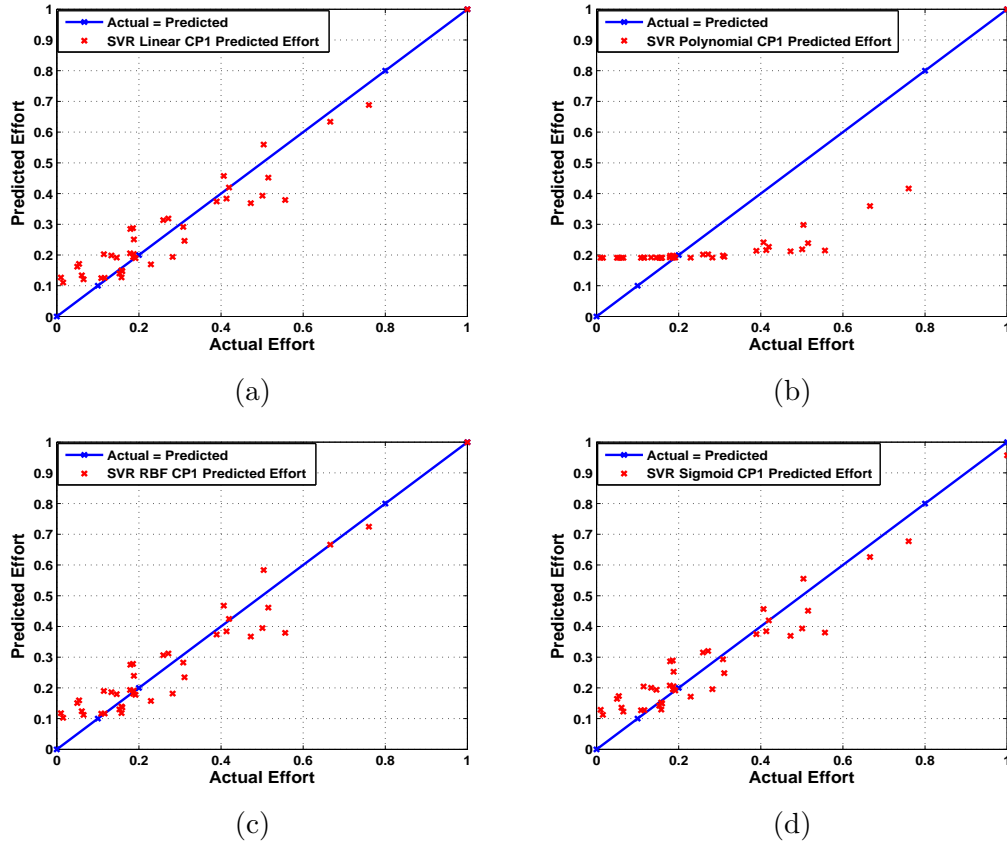 1
0.9
0.8
0.7
0.6
0.5
0.4
0.3
0.2
0.1
0
0 0.2 0.4 0.6 0.8 1
Predicted Effort
Actual Effort
Actual = Predicted
SVR Linear CP1 Predicted Effort
(a)
1
0.9
0.8
0.7
0.6
0.5
0.4
0.3
0.2
0.1
0
0 0.2 0.4 0.6 0.8 1
Predicted Effort
Actual Effort
Actual = Predicted
SVR Polynomial CP1 Predicted Effort
(b)
1
0.9
0.8
0.7
0.6
0.5
0.4
0.3
0.2
0.1
0
0 0.2 0.4 0.6 0.8 1
Predicted Effort
Actual Effort
Actual = Predicted
SVR RBF CP1 Predicted Effort
(c)
1
0.9
0.8
0.7
0.6
0.5
0.4
0.3
0.2
0.1
0
0 0.2 0.4 0.6 0.8 1
Predicted Effort
Actual Effort
Actual = Predicted
SVR Sigmoid CP1 Predicted Effort
(d)